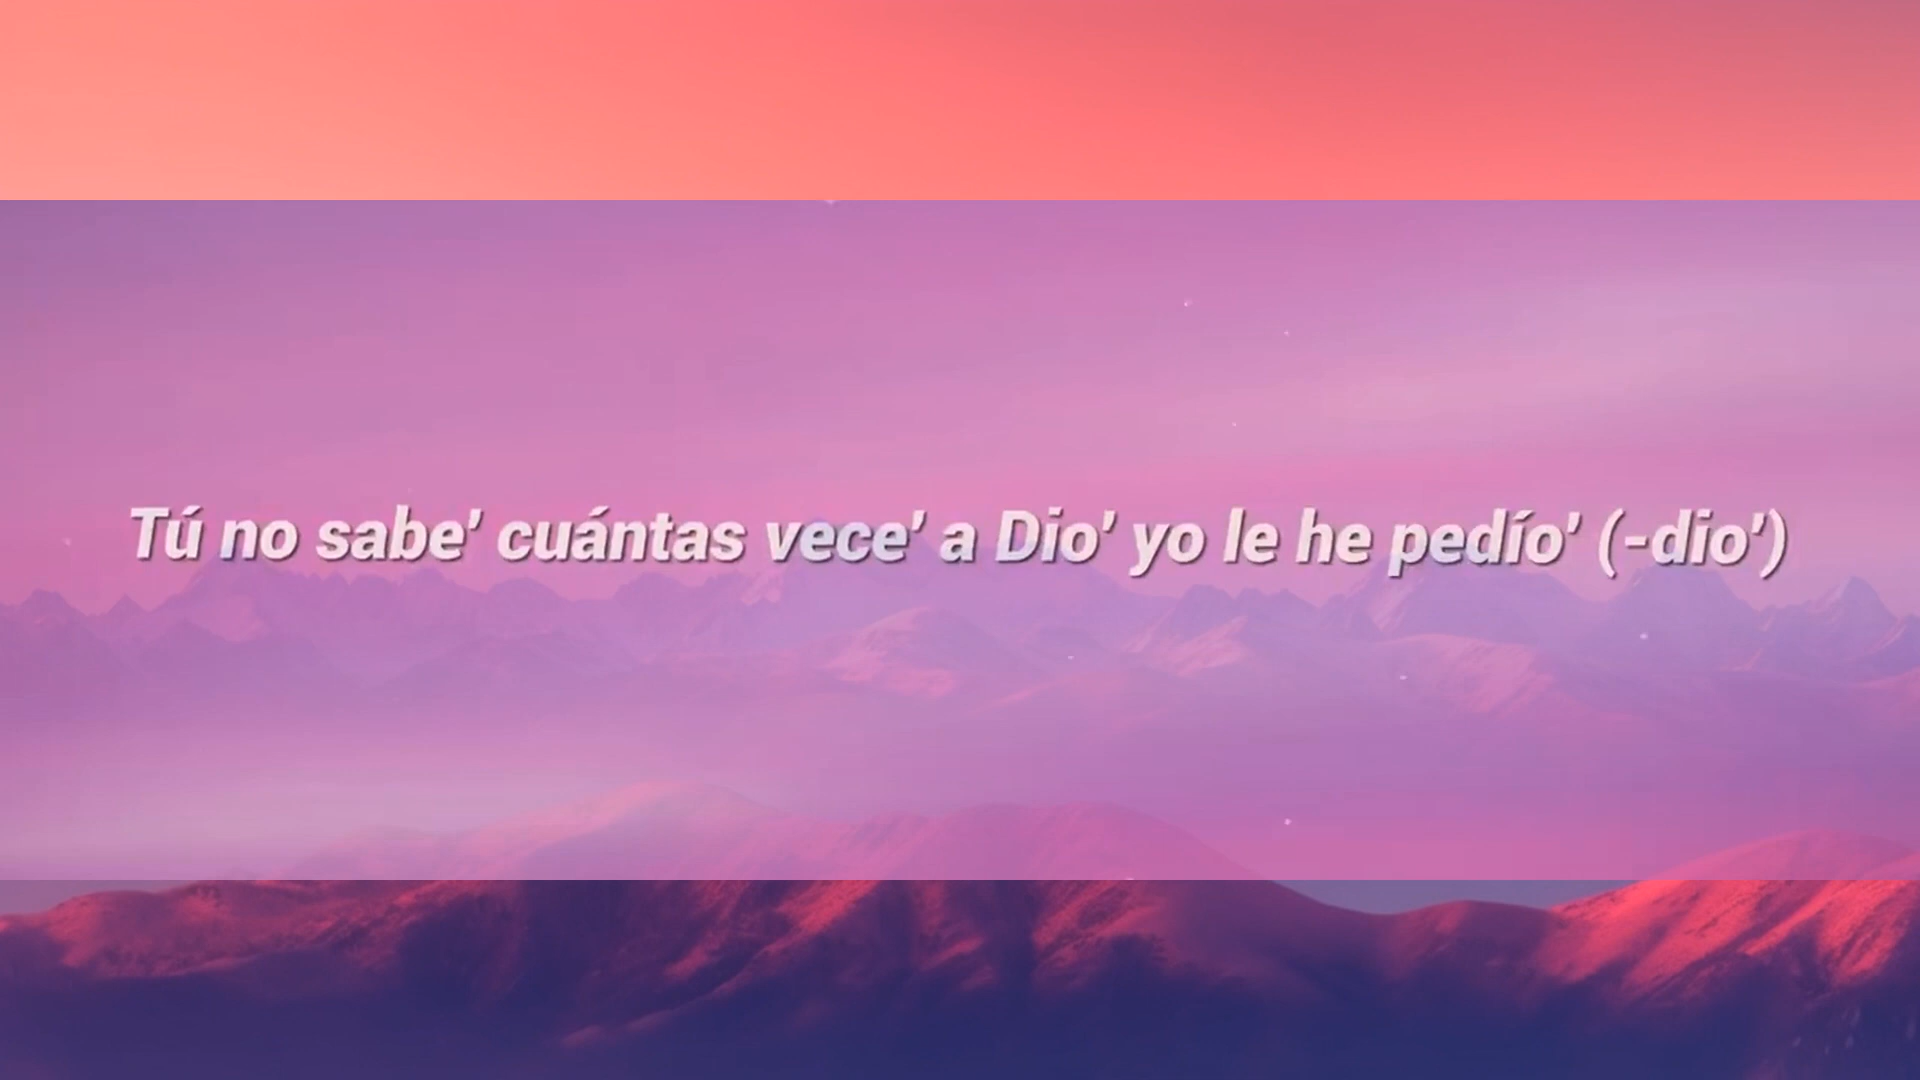 Tú no sabe' cuántas vece' a Dio' yo le he pedío' (-dio')